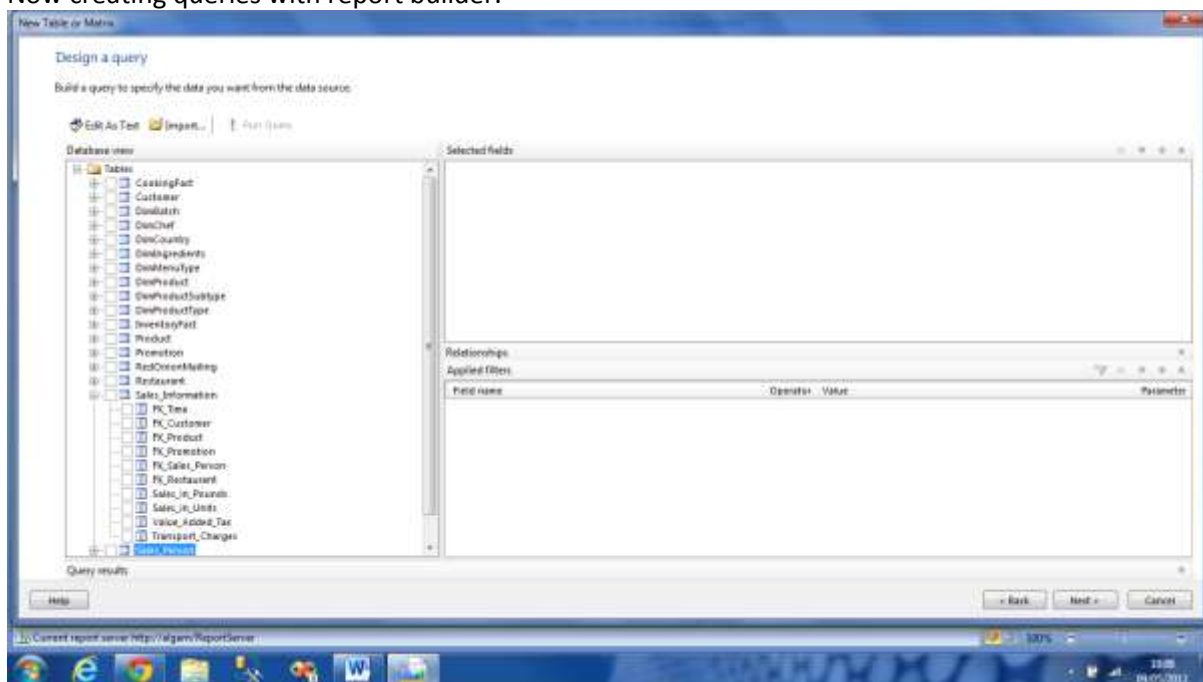 Now creating queries with report builder.
New Table or Matrix
Design a query
Build a query to specify the data you want from the data source.
Edit As Text Import... Run Query
Database view
Selected fields
Tables
CookingFact
Customer
DimBatch
DimChef
DimCountry
DimIngredients
DimMenuType
DimProduct
DimProductSubtype
DimProductType
InventoryFact
Product
Promotion
RedOnionMailing
Restaurant
Sales_Information
FK_Time
FK_Customer
FK_Product
FK_Promotion
FK_Sales_Person
FK_Restaurant
Sales_in_Pounds
Sales_in_Units
Value_Added_Tax
Transport_Charges
Sales_Person
Relationships
Applied filters
Field name Operator Value Parameter
Query results
Help < Back Next > Cancel
Current report server http://algam/ReportServer 100%